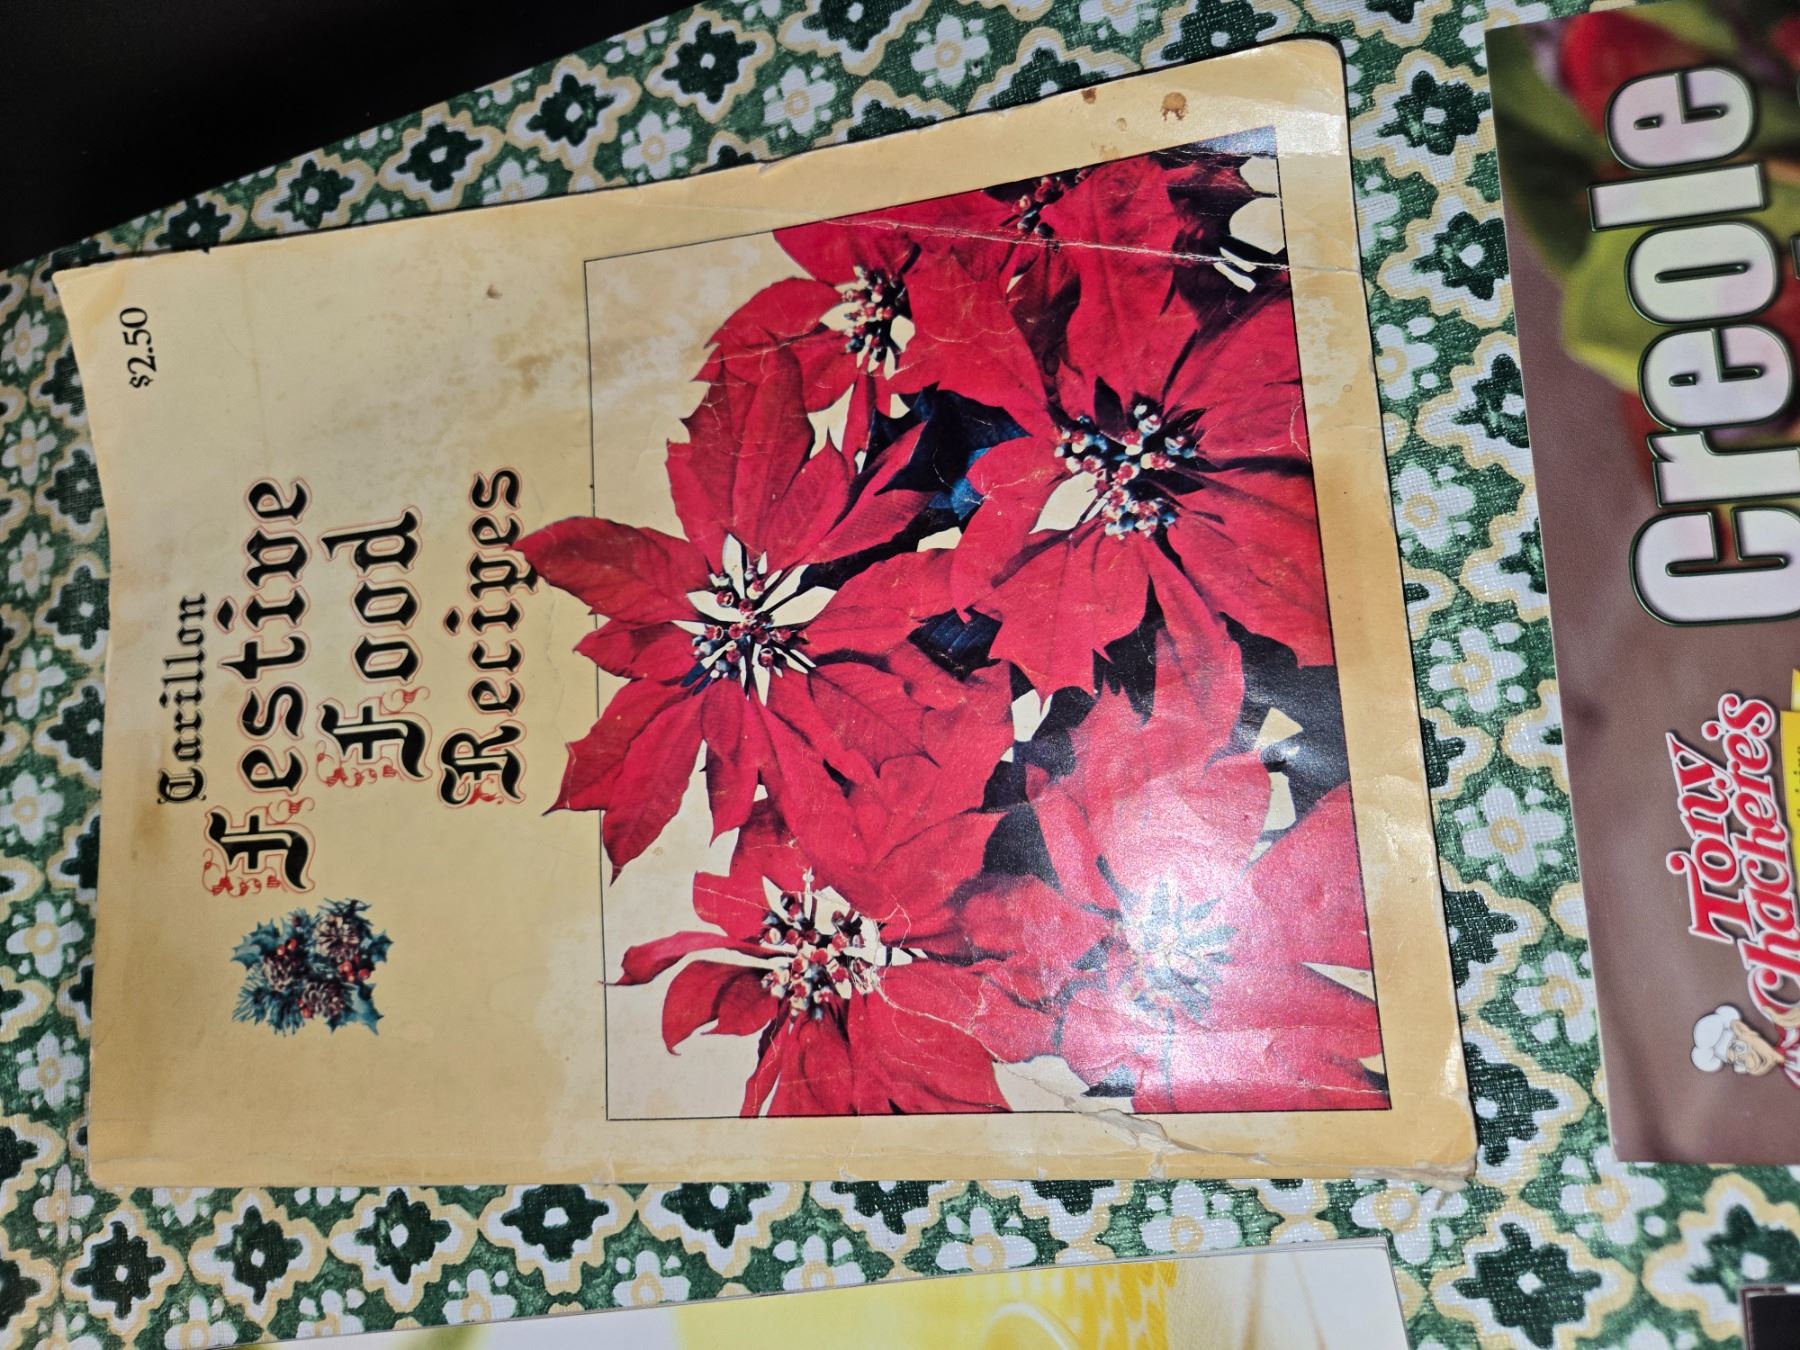 $2.50
Carillon
Festive
Food
Recipes
Creole
Tony
Chachere's